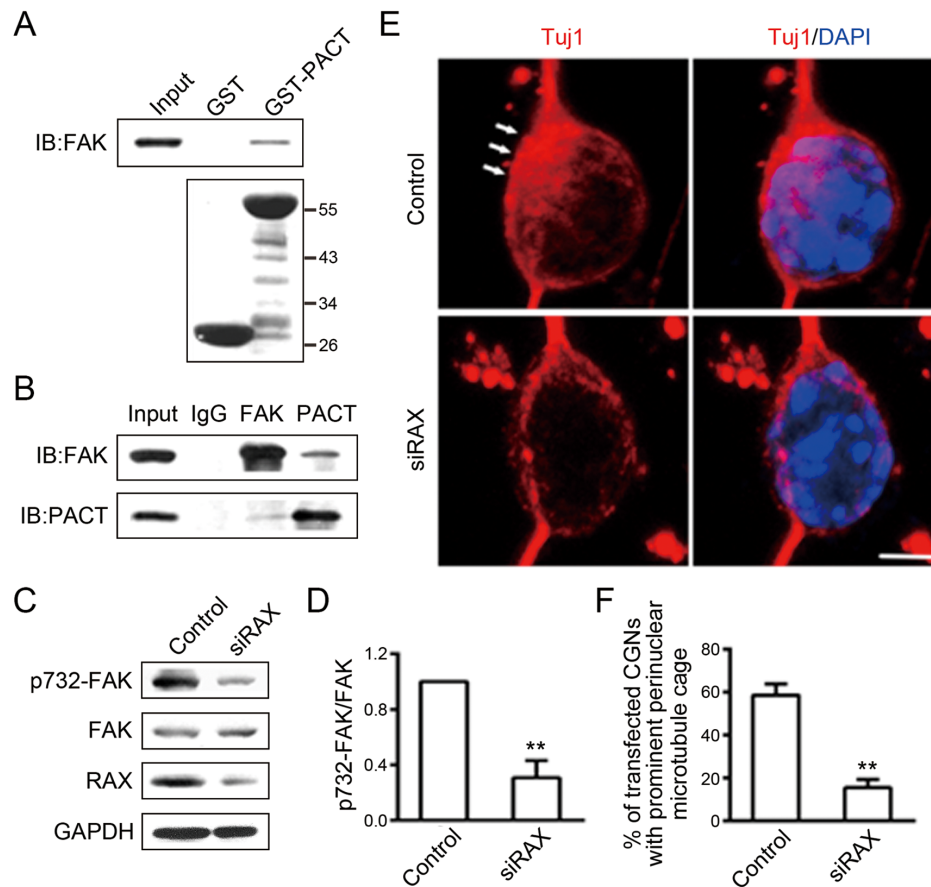 A
Input
GST
GST-PACT
IB:FAK
55
43
34
26
B
Input IgG FAK PACT
IB:FAK
IB:PACT
C
Control
siRAX
p732-FAK
FAK
RAX
GAPDH
D
p732-FAK/FAK
1.2
0.8
0.4
0.0
**
Control
siRAX
E
Tuj1
Tuj1/DAPI
Control
siRAX
F
% of transfected CGNs
with prominent perinuclear
microtubule cage
80
60
40
20
0
**
Control
siRAX